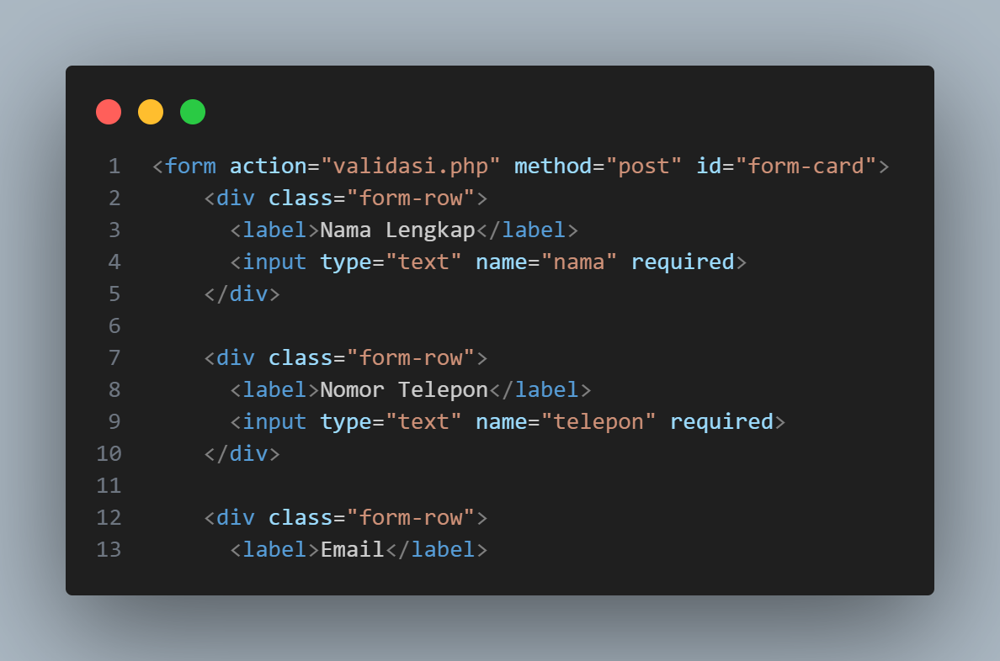 1 <form action="validasi.php" method="post" id="form-card">
2 <div class="form-row">
3 <label>Nama Lengkap</label>
4 <input type="text" name="nama" required>
5 </div>
6
7 <div class="form-row">
8 <label>Nomor Telepon</label>
9 <input type="text" name="telepon" required>
10 </div>
11
12 <div class="form-row">
13 <label>Email</label>